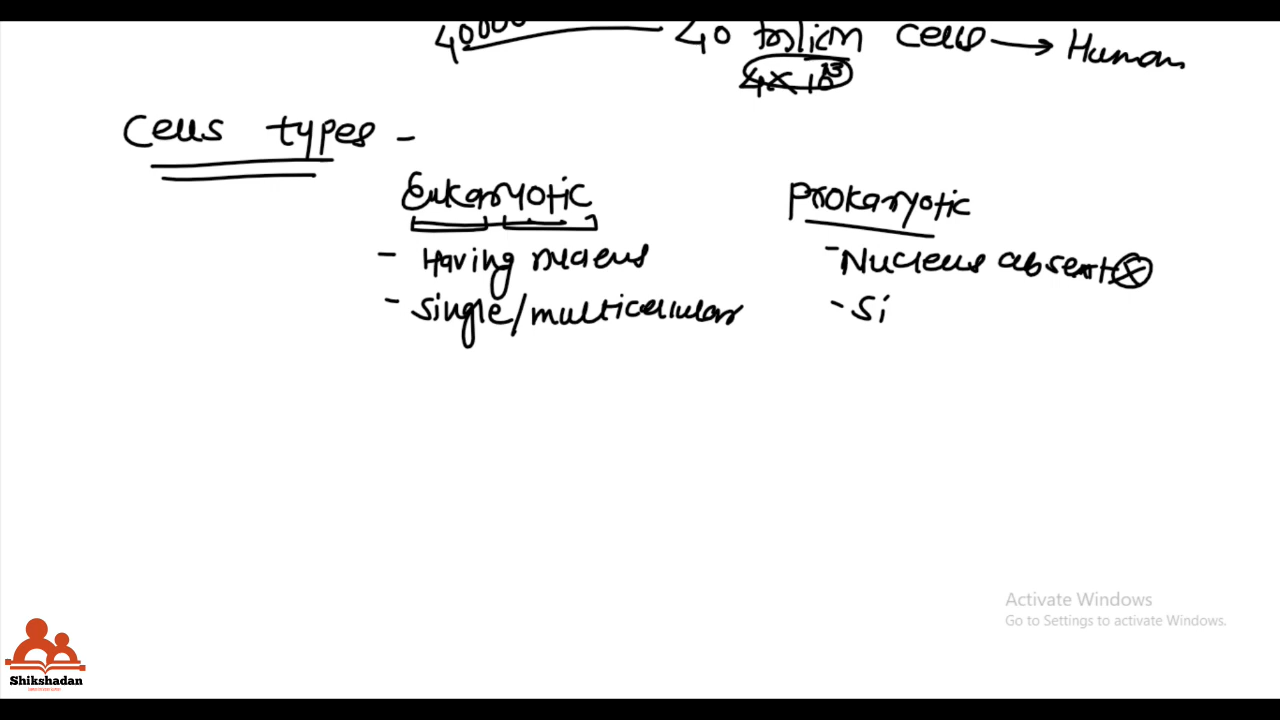 40000 40 trillion cells → Human
4×10¹³
Cells types -
Eukaryotic Prokaryotic
- Having nucleus - Nucleus absent
- Single/multicellular - Si
Activate Windows
Go to Settings to activate Windows.
Shikshadan